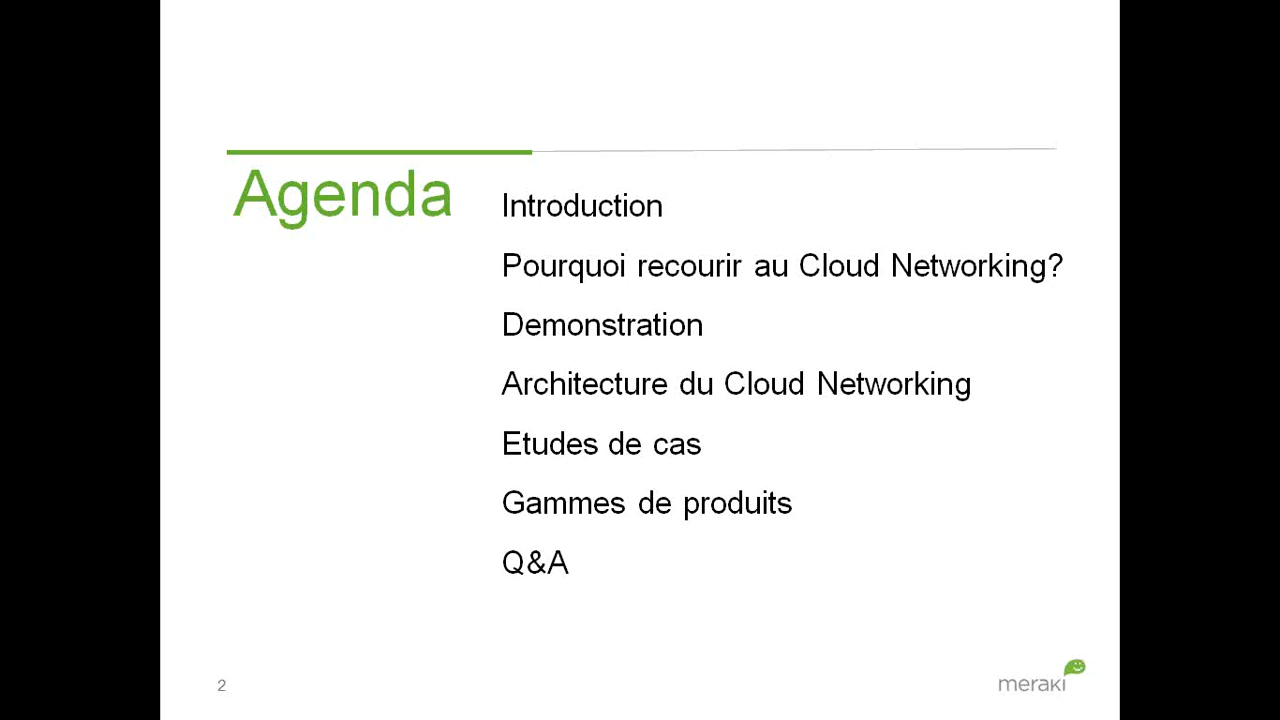 Agenda
Introduction
Pourquoi recourir au Cloud Networking?
Demonstration
Architecture du Cloud Networking
Etudes de cas
Gammes de produits
Q&A
2
meraki